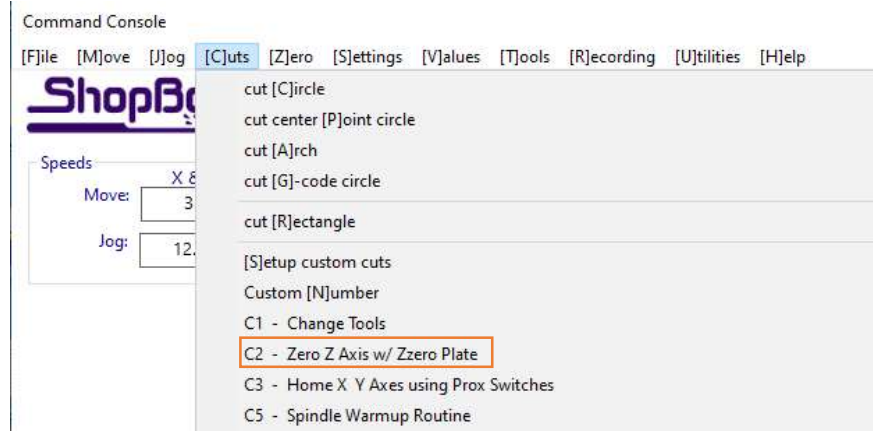 Command Console
[F]ile [M]ove [J]og [C]uts [Z]ero [S]ettings [V]alues [T]ools [R]ecording [U]tilities [H]elp
cut [C]ircle
cut center [P]oint circle
cut [A]rch
cut [G]-code circle
cut [R]ectangle
[S]etup custom cuts
Custom [N]umber
C1 - Change Tools
C2 - Zero Z Axis w/ Zzero Plate
C3 - Home X Y Axes using Prox Switches
C5 - Spindle Warmup Routine
Speeds
X &
Move: 3
Jog: 12.